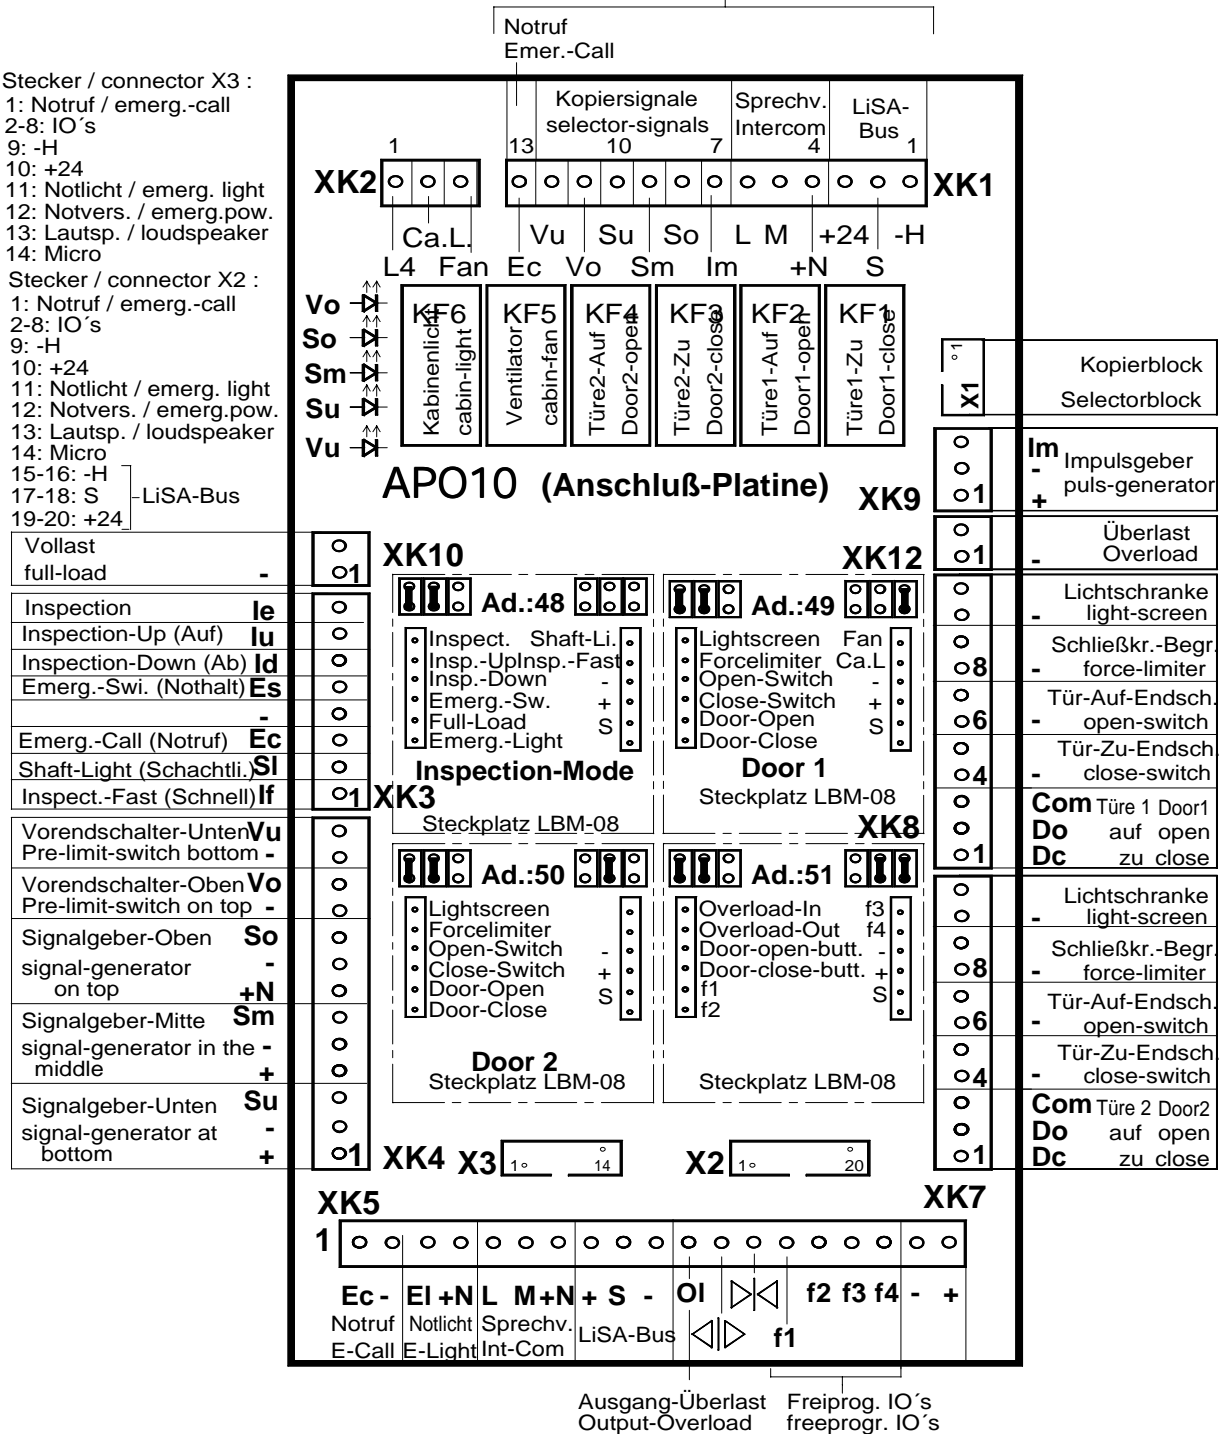 Notruf
Emer.-Call
Stecker / connector X3 :
1: Notruf / emerg.-call
2-8: IO´s
9: -H
10: +24
11: Notlicht / emerg. light
12: Notvers. / emerg.pow.
13: Lautsp. / loudspeaker
14: Micro
Stecker / connector X2 :
1: Notruf / emerg.-call
2-8: IO´s
9: -H
10: +24
11: Notlicht / emerg. light
12: Notvers. / emerg.pow.
13: Lautsp. / loudspeaker
14: Micro
15-16: -H
17-18: S
19-20: +24
LiSA-Bus
Kopiersignale
selector-signals
Sprechv.
Intercom
LiSA-
Bus
1
13 10 7 4 1
XK2
XK1
Ca.L. Vu Su So L M +24 -H
L4 Fan Ec Vo Sm Im +N S
Vo
So
Sm
Su
Vu
KF6 KF5 KF4 KF3 KF2 KF1
Kabinenlicht
cabin-light
Ventilator
cabin-fan
Türe2-Auf
Door2-open
Türe2-Zu
Door2-close
Türe1-Auf
Door1-open
Türe1-Zu
Door1-close
APO10 (Anschluß-Platine)
1
X1
Kopierblock
Selectorblock
XK9
1
Im
-
+
Impulsgeber
puls-generator
XK12
1
-
Überlast
Overload
Lichtschranke
- light-screen
Schließkr.-Begr.
8 - force-limiter
Tür-Auf-Endsch.
6 - open-switch
Tür-Zu-Endsch.
4 - close-switch
Com Türe 1 Door1
Do auf open
1 Dc zu close
XK8
Lichtschranke
- light-screen
Schließkr.-Begr.
8 - force-limiter
Tür-Auf-Endsch.
6 - open-switch
Tür-Zu-Endsch.
4 - close-switch
Com Türe 2 Door2
Do auf open
1 Dc zu close
XK7
Vollast
full-load -
1
XK10
Inspection Ie
Inspection-Up (Auf) Iu
Inspection-Down (Ab) Id
Emerg.-Swi. (Nothalt) Es
-
Emerg.-Call (Notruf) Ec
Shaft-Light (Schachtli.) Sl
Inspect.-Fast (Schnell) If
1 XK3
Vorendschalter-Unten Vu
Pre-limit-switch bottom -
Vorendschalter-Oben Vo
Pre-limit-switch on top -
Signalgeber-Oben So
signal-generator -
on top +N
Signalgeber-Mitte Sm
signal-generator in the -
middle +
Signalgeber-Unten Su
signal-generator at -
bottom +
1 XK4
Ad.:48
Inspect. Shaft-Li.
Insp.-Up Insp.-Fast
Insp.-Down -
Emerg.-Sw. +
Full-Load S
Emerg.-Light
Inspection-Mode
Steckplatz LBM-08
Ad.:49
Lightscreen Fan
Forcelimiter Ca.L
Open-Switch -
Close-Switch +
Door-Open S
Door-Close
Door 1
Steckplatz LBM-08
Ad.:50
Lightscreen
Forcelimiter
Open-Switch -
Close-Switch +
Door-Open S
Door-Close
Door 2
Steckplatz LBM-08
Ad.:51
Overload-In f3
Overload-Out f4
Door-open-butt. -
Door-close-butt. +
f1 S
f2
Steckplatz LBM-08
X3 1 14
X2 1 20
XK5
1
Ec - El +N L M +N + S - Ol f2 f3 f4 - +
f1
Notruf
E-Call
Notlicht
E-Light
Sprechv.
Int-Com
LiSA-Bus
Ausgang-Überlast
Output-Overload
Freiprog. IO´s
freeprogr. IO´s